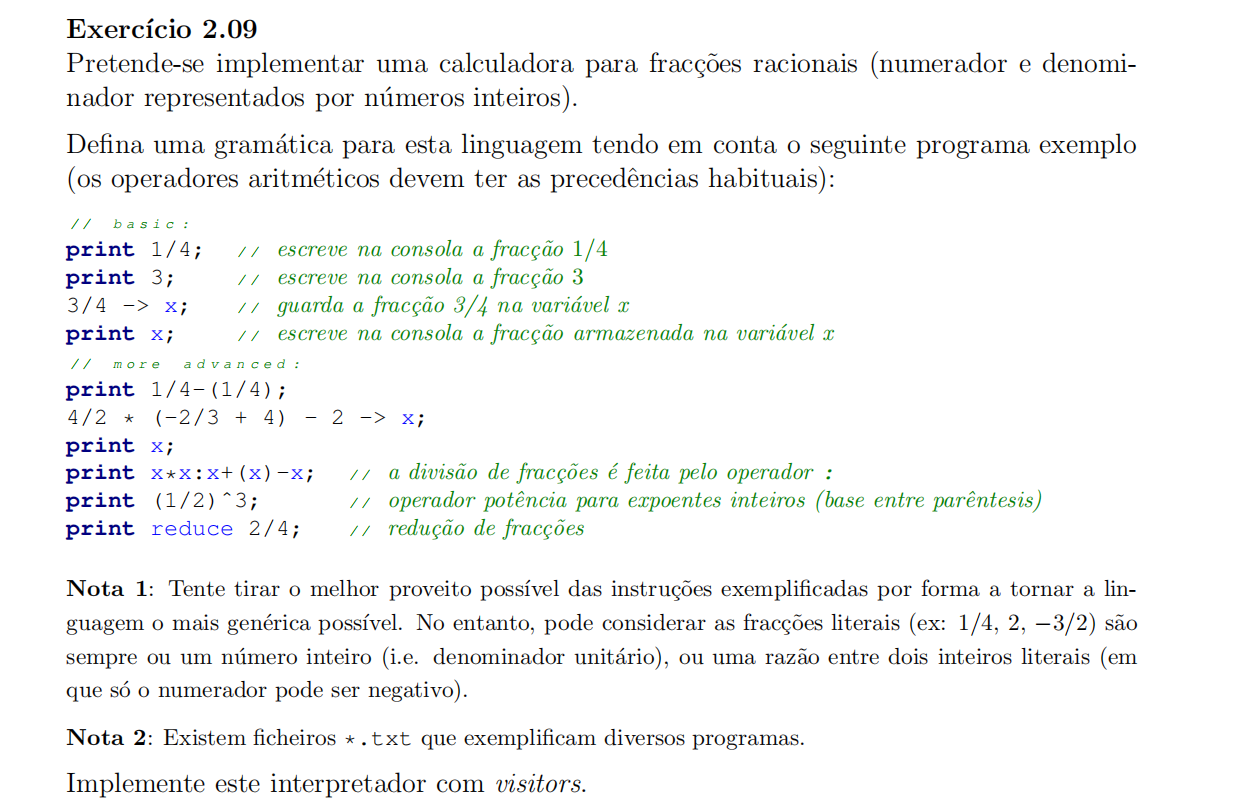 Exercício 2.09
Pretende-se implementar uma calculadora para fracções racionais (numerador e denomi-
nador representados por números inteiros).
Defina uma gramática para esta linguagem tendo em conta o seguinte programa exemplo
(os operadores aritméticos devem ter as precedências habituais):
// basic:
print 1/4; // escreve na consola a fracção 1/4
print 3; // escreve na consola a fracção 3
3/4 -> x; // guarda a fracção 3/4 na variável x
print x; // escreve na consola a fracção armazenada na variável x
// more advanced:
print 1/4-(1/4);
4/2 * (-2/3 + 4) - 2 -> x;
print x;
print x*x:x+(x)-x; // a divisão de fracções é feita pelo operador :
print (1/2)^3; // operador potência para expoentes inteiros (base entre parêntesis)
print reduce 2/4; // redução de fracções
Nota 1: Tente tirar o melhor proveito possível das instruções exemplificadas por forma a tornar a lin-
guagem o mais genérica possível. No entanto, pode considerar as fracções literais (ex: 1/4, 2, −3/2) são
sempre ou um número inteiro (i.e. denominador unitário), ou uma razão entre dois inteiros literais (em
que só o numerador pode ser negativo).
Nota 2: Existem ficheiros *.txt que exemplificam diversos programas.
Implemente este interpretador com visitors.